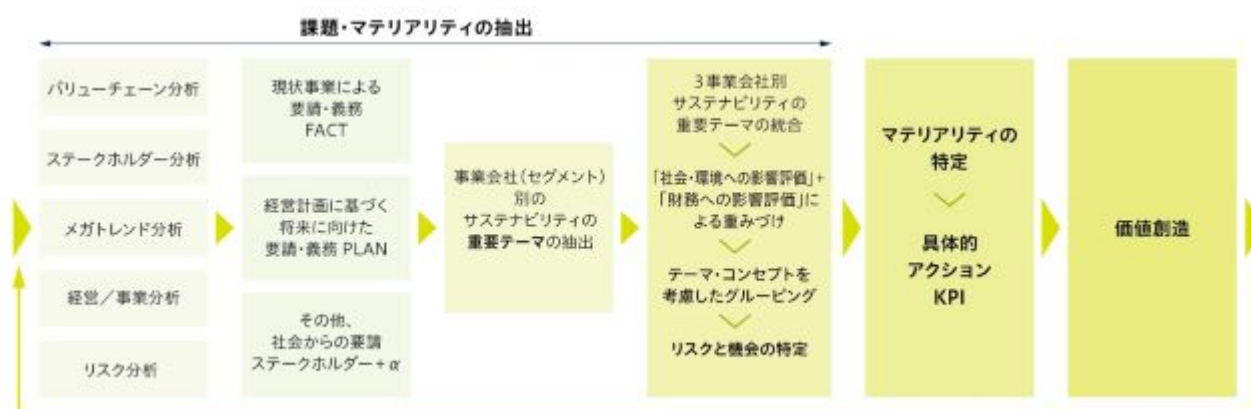 課題・マテリアリティの抽出
バリューチェーン分析
ステークホルダー分析
メガトレンド分析
経営／事業分析
リスク分析
現状事業による
要請・義務
FACT
経営計画に基づく
将来に向けた
要請・義務 PLAN
その他、
社会からの要請
ステークホルダー＋α
事業会社（セグメント）
別の
サステナビリティの
重要テーマの抽出
3事業会社別
サステナビリティの
重要テーマの統合
「社会・環境への影響評価」＋
「財務への影響評価」に
よる重みづけ
テーマ・コンセプトを
考慮したグルーピング
リスクと機会の特定
マテリアリティの
特定
具体的
アクション
KPI
価値創造